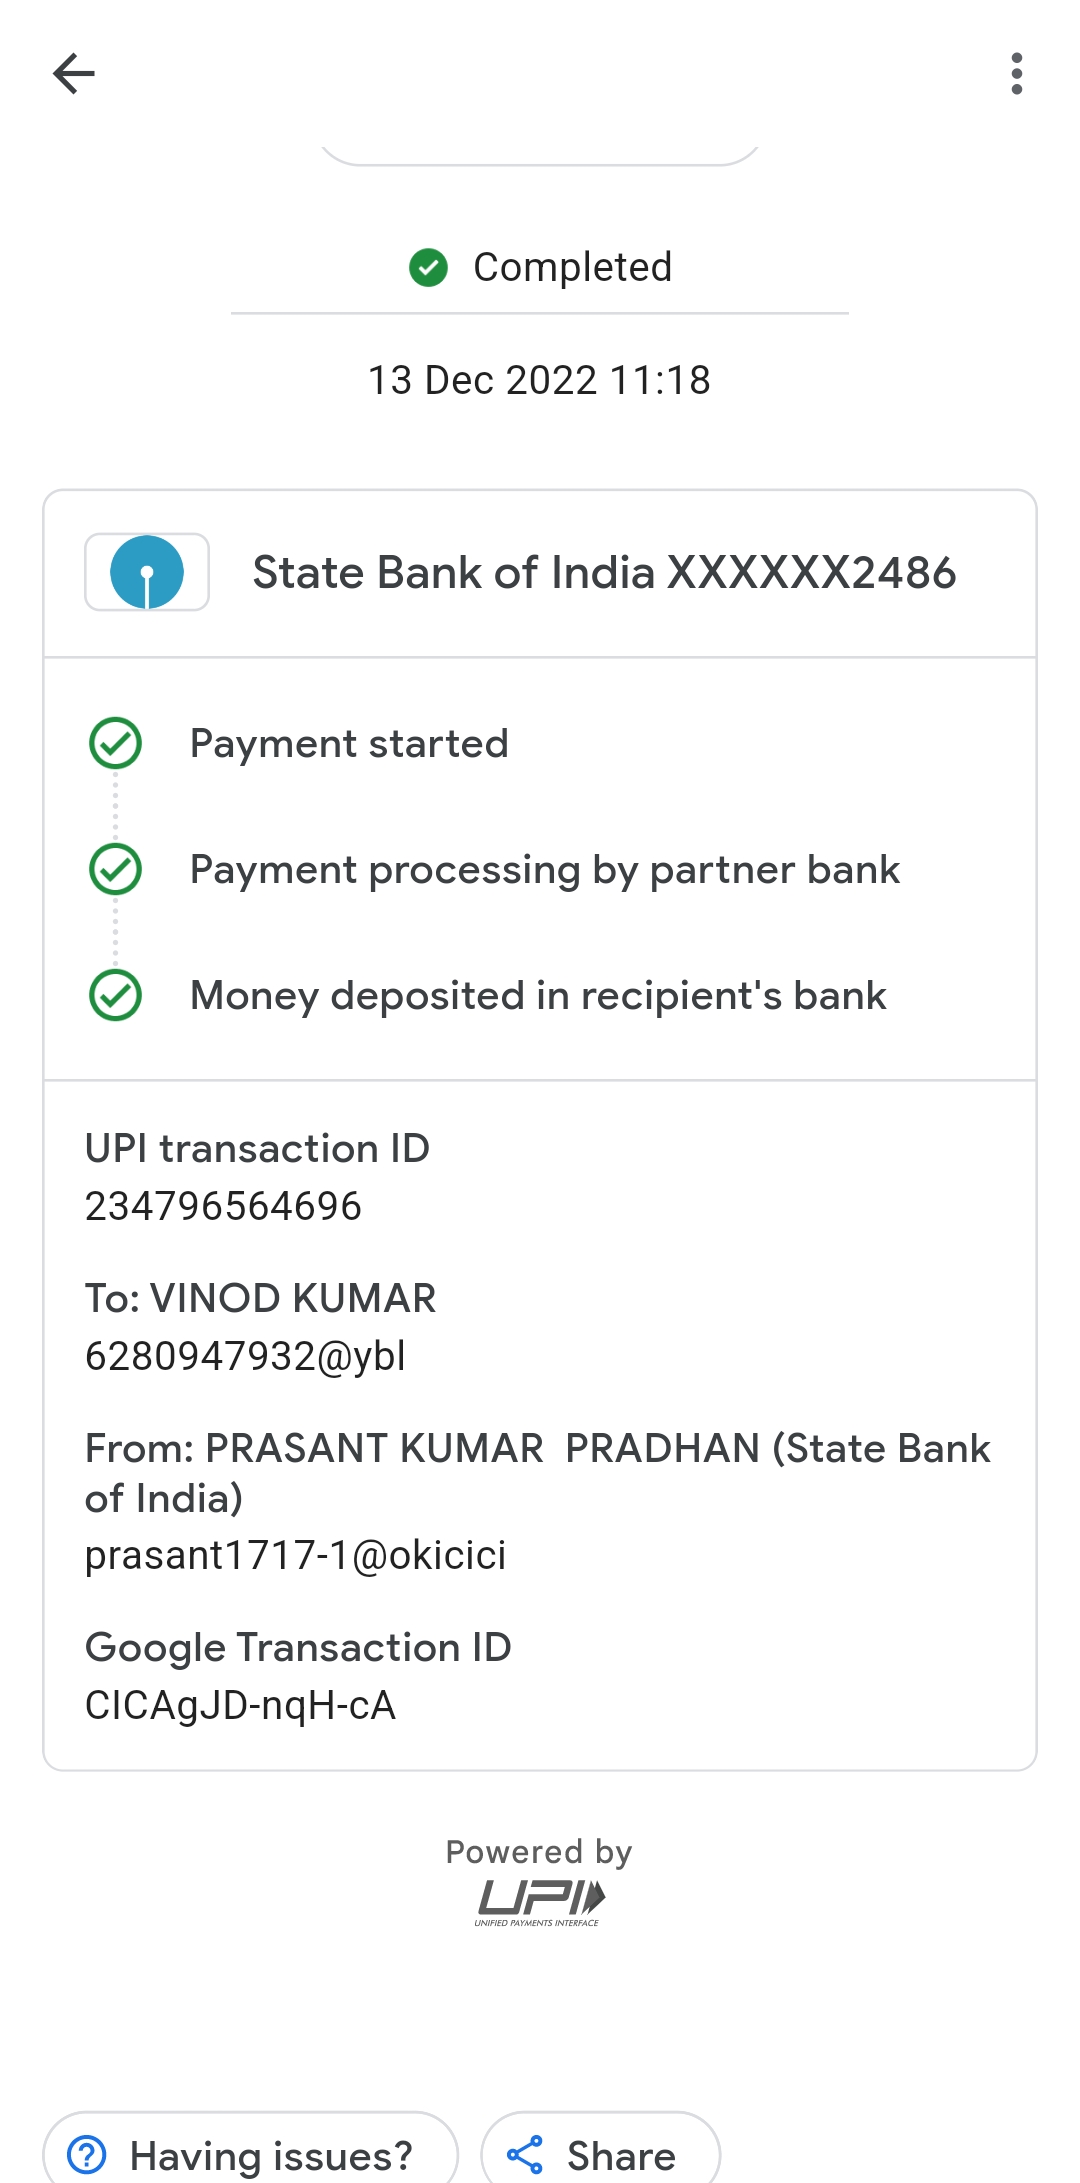 Completed
13 Dec 2022 11:18
State Bank of India XXXXXX2486
Payment started
Payment processing by partner bank
Money deposited in recipient's bank
UPI transaction ID
234796564696
To: VINOD KUMAR
6280947932@ybl
From: PRASANT KUMAR  PRADHAN (State Bank
of India)
prasant1717-1@okicici
Google Transaction ID
CICAgJD-nqH-cA
Powered by
UPI
UNIFIED PAYMENTS INTERFACE
Having issues?
Share